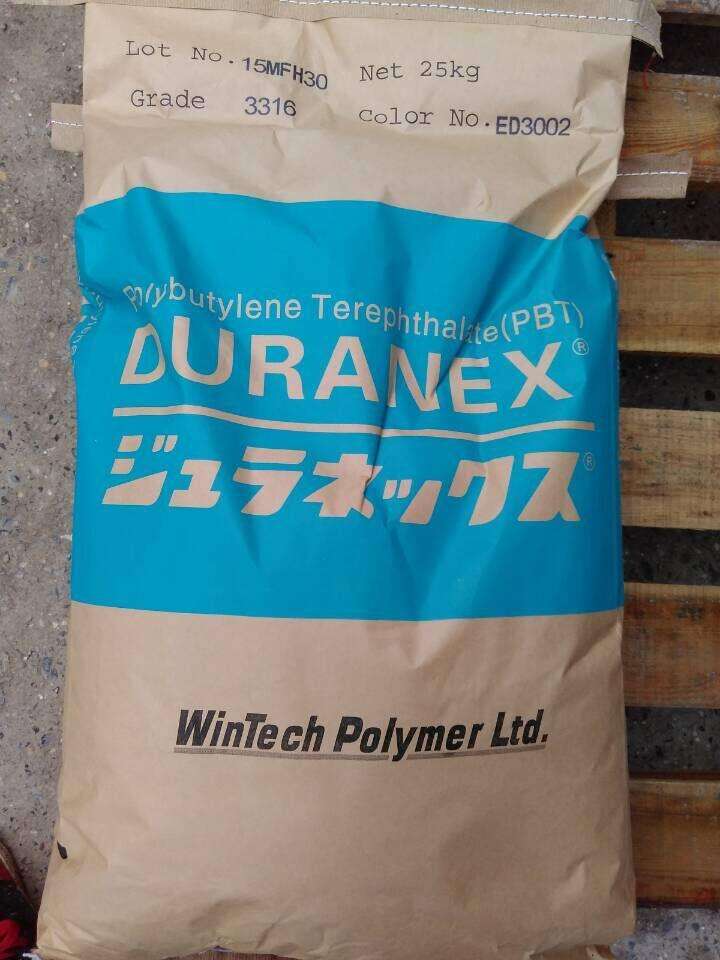 Lot No. 15MFH30 Net 25kg
Grade 3316 Color No. ED3002
Polybutylene Terephthalate(PBT)
DURANEX®
ジュラネックス®
WinTech Polymer Ltd.